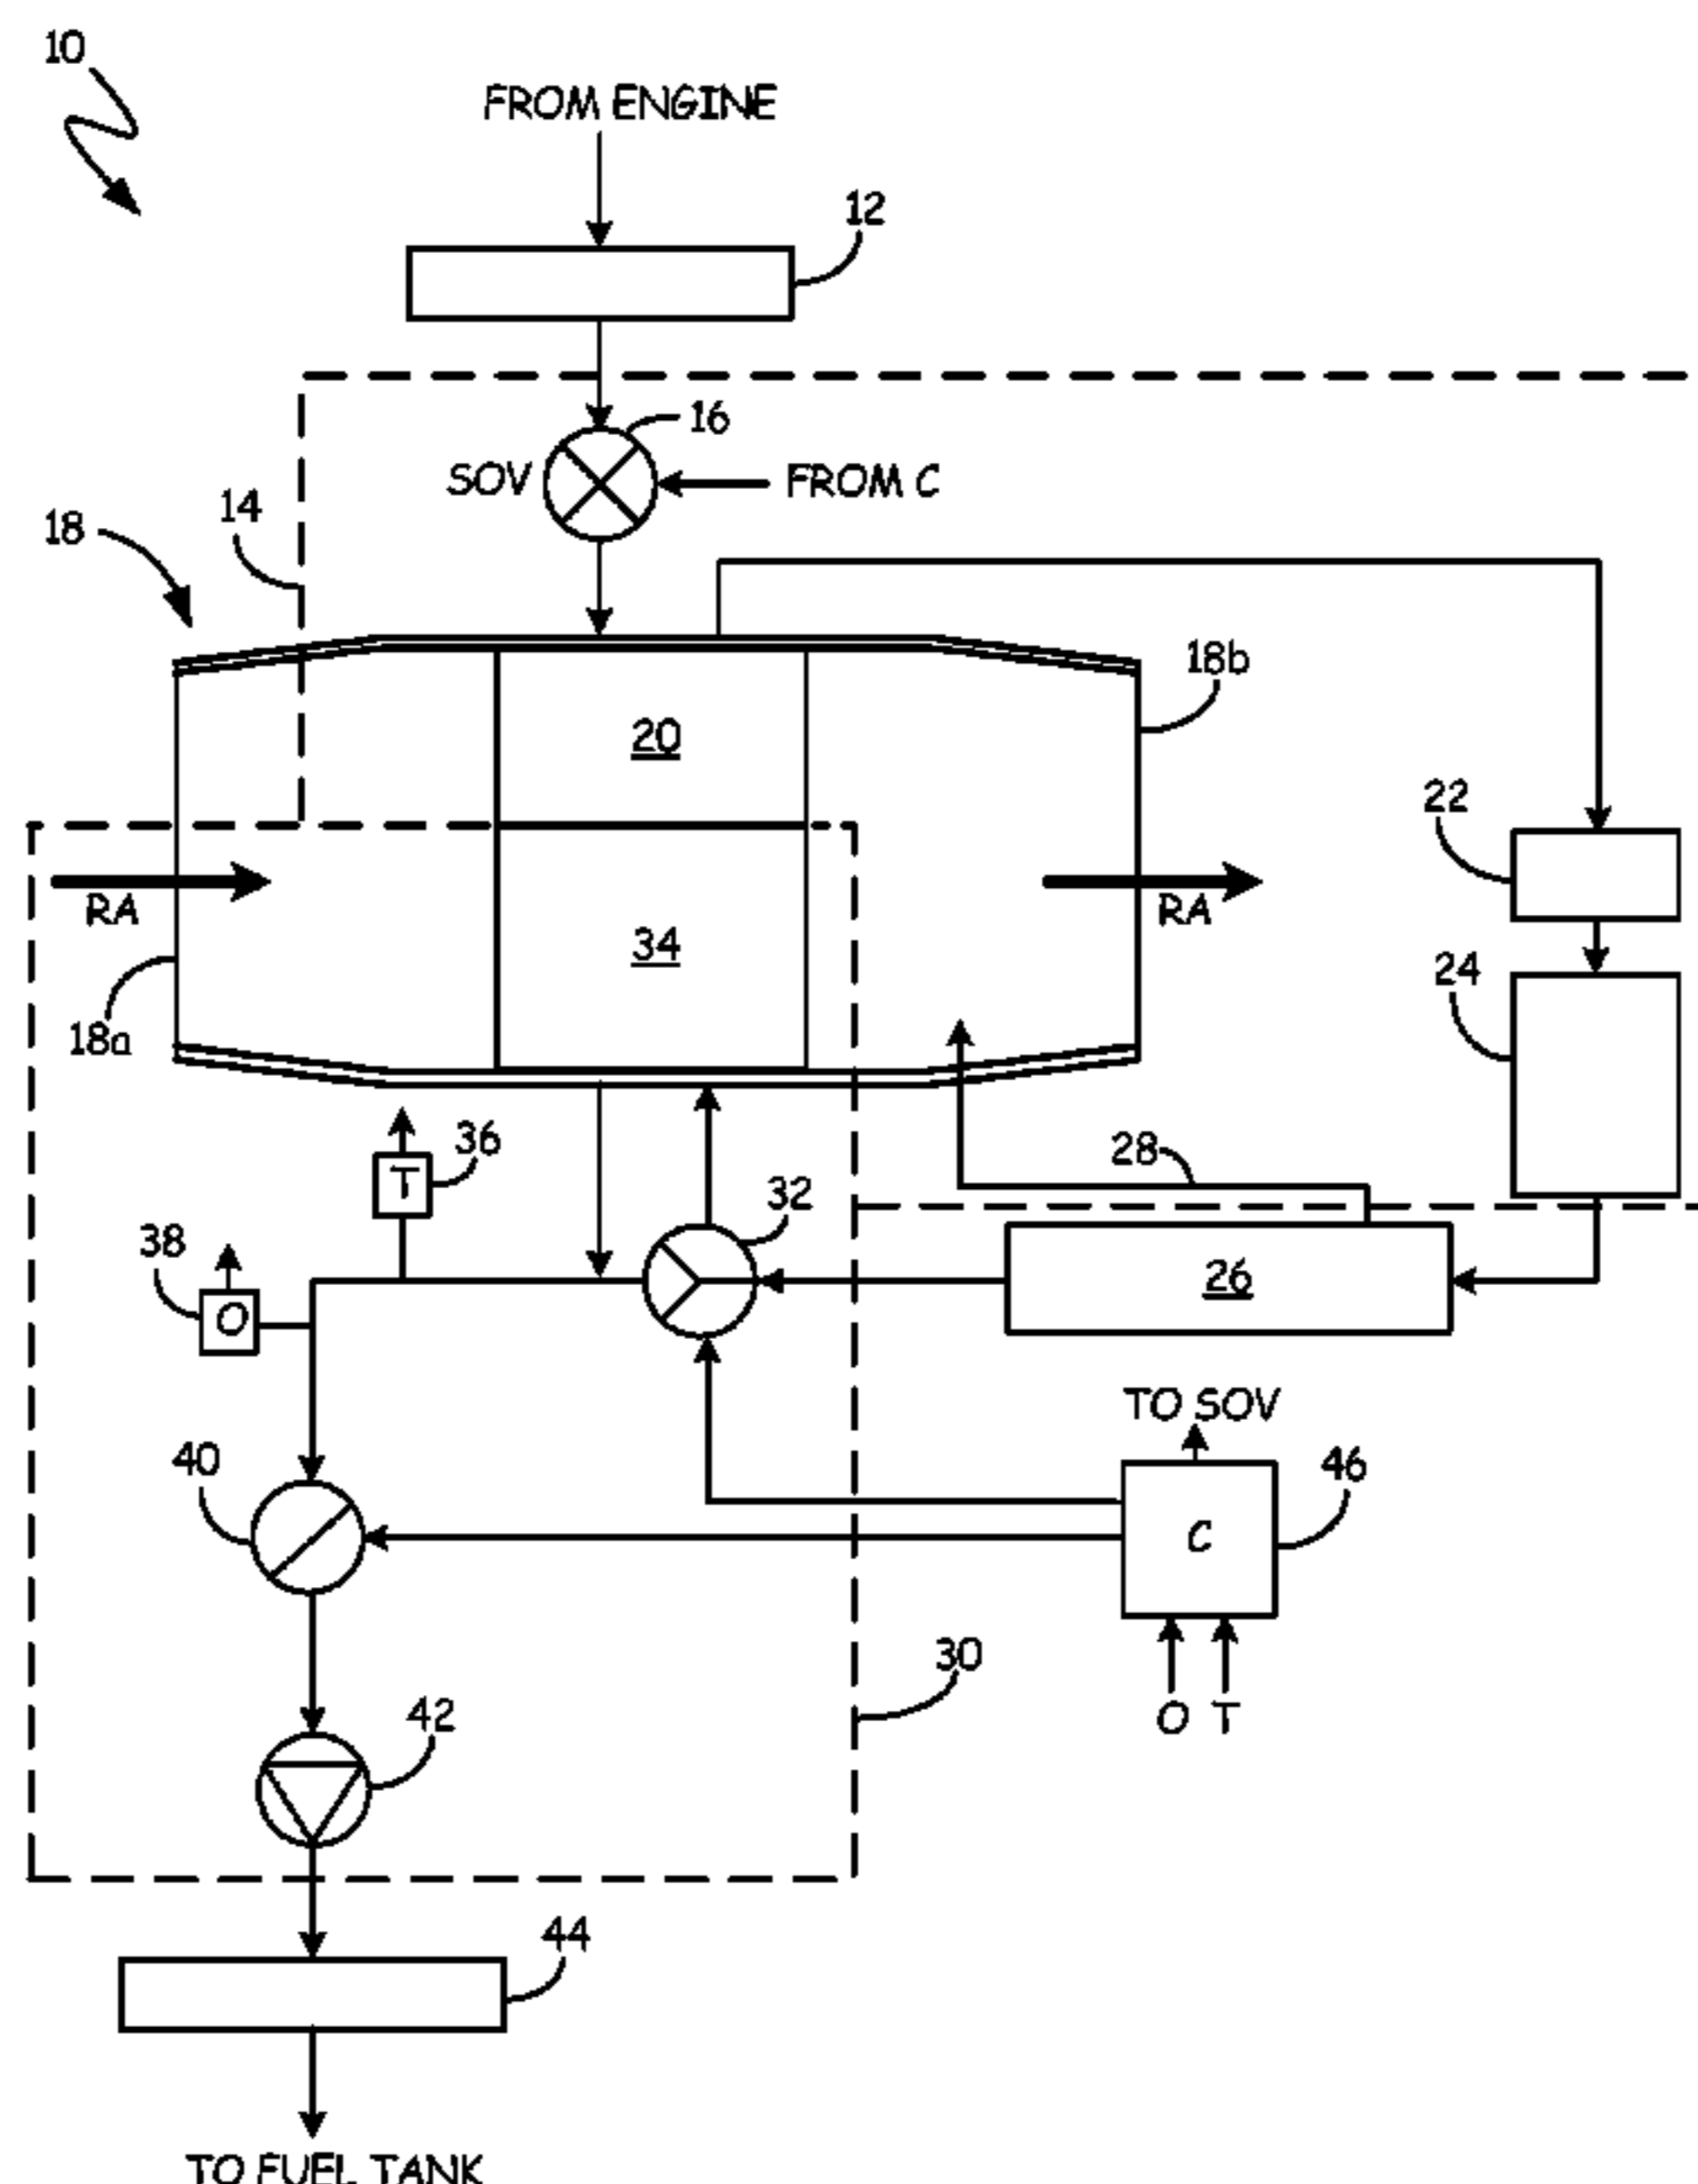 10
FROM ENGINE
12
16
SOV
FROM C
14
18
18b
20
22
RA
RA
34
24
18a
36
T
28
32
38
O
26
TO SOV
40
46
C
30
O T
42
44
TO FUEL TANK